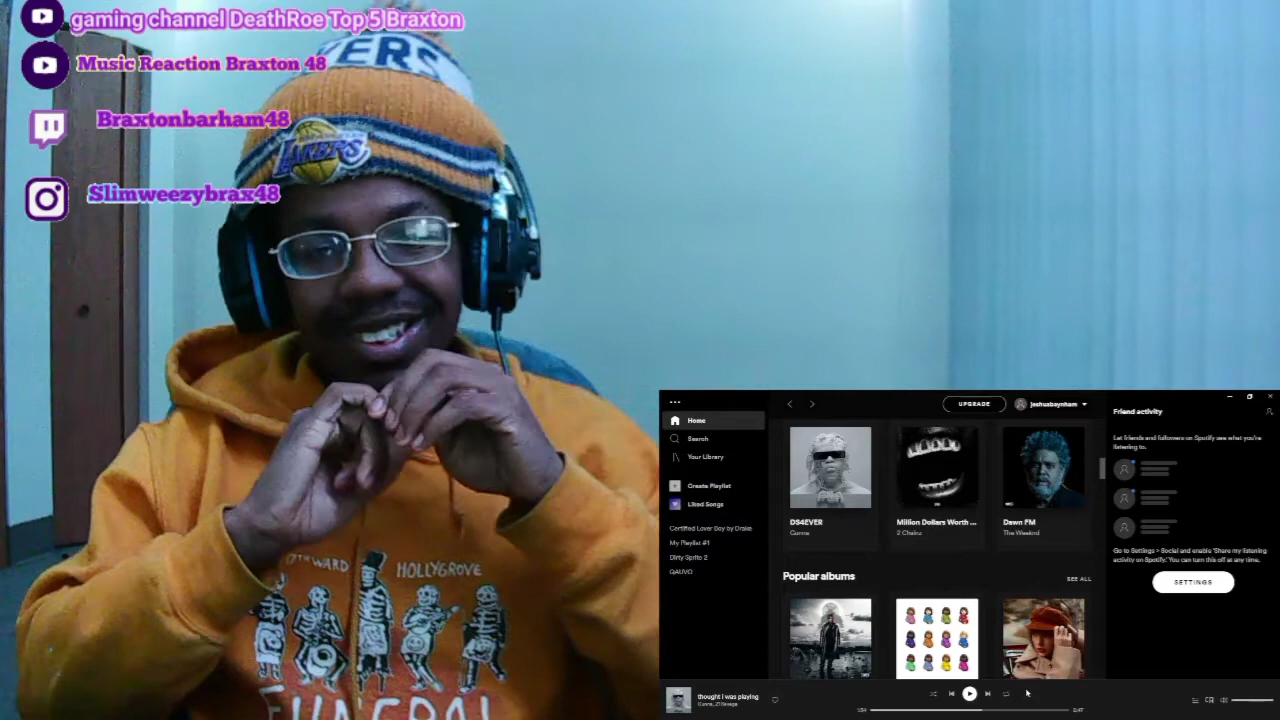 gaming channel DeathRoe Top 5 Braxton
Music Reaction Braxton 48
Braxtonbarham48
Slimweezybrax48
LAKERS
17TH WARD
HOLLYGROVE
FUNERAL
Home
Search
Your Library
Create Playlist
Liked Songs
Certified Lover Boy by Drake
My Playlist #1
Dirty Sprite 2
UPGRADE
DS4EVER
Gunna
Million Dollars Worth ...
2 Chainz
Dawn FM
The Weeknd
Popular albums
SEE ALL
Friend activity
Let friends and followers on Spotify see what you're
listening to.
Go to Settings > Social and enable 'Share my listening
activity on Spotify.' You can turn this off at any time.
SETTINGS
thought i was playing
Gunna, 21 Savage